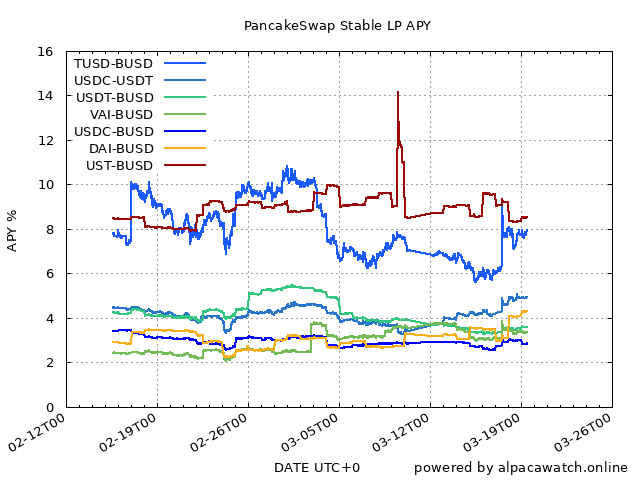 PancakeSwap Stable LP APY
16
14
12
10
8
6
4
2
0
APY %
TUSD-BUSD
USDC-USDT
USDT-BUSD
VAI-BUSD
USDC-BUSD
DAI-BUSD
UST-BUSD
02-12T00
02-19T00
02-26T00
03-05T00
03-12T00
03-19T00
03-26T00
DATE UTC+0
powered by alpacawatch.online